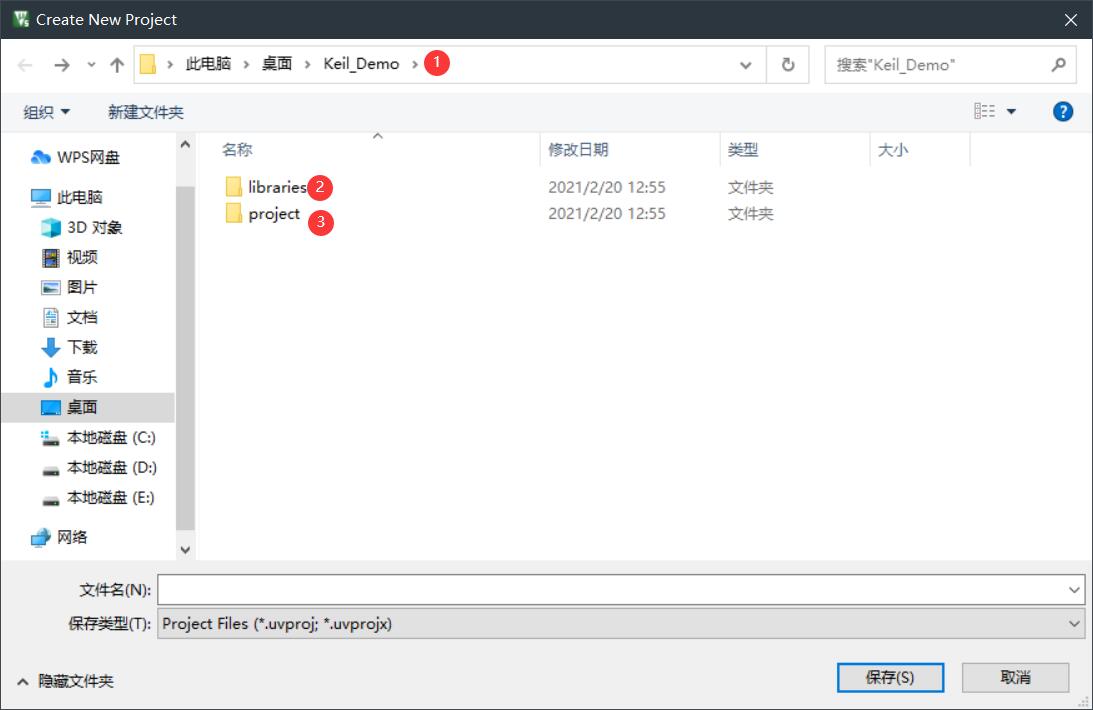 Create New Project
此电脑 > 桌面 > Keil_Demo > 1
搜索"Keil_Demo"
组织 新建文件夹
名称 修改日期 类型 大小
libraries 2 2021/2/20 12:55 文件夹
project 3 2021/2/20 12:55 文件夹
WPS网盘
此电脑
3D 对象
视频
图片
文档
下载
音乐
桌面
本地磁盘 (C:)
本地磁盘 (D:)
本地磁盘 (E:)
网络
文件名(N):
保存类型(T): Project Files (*.uvproj; *.uvprojx)
隐藏文件夹 保存(S) 取消